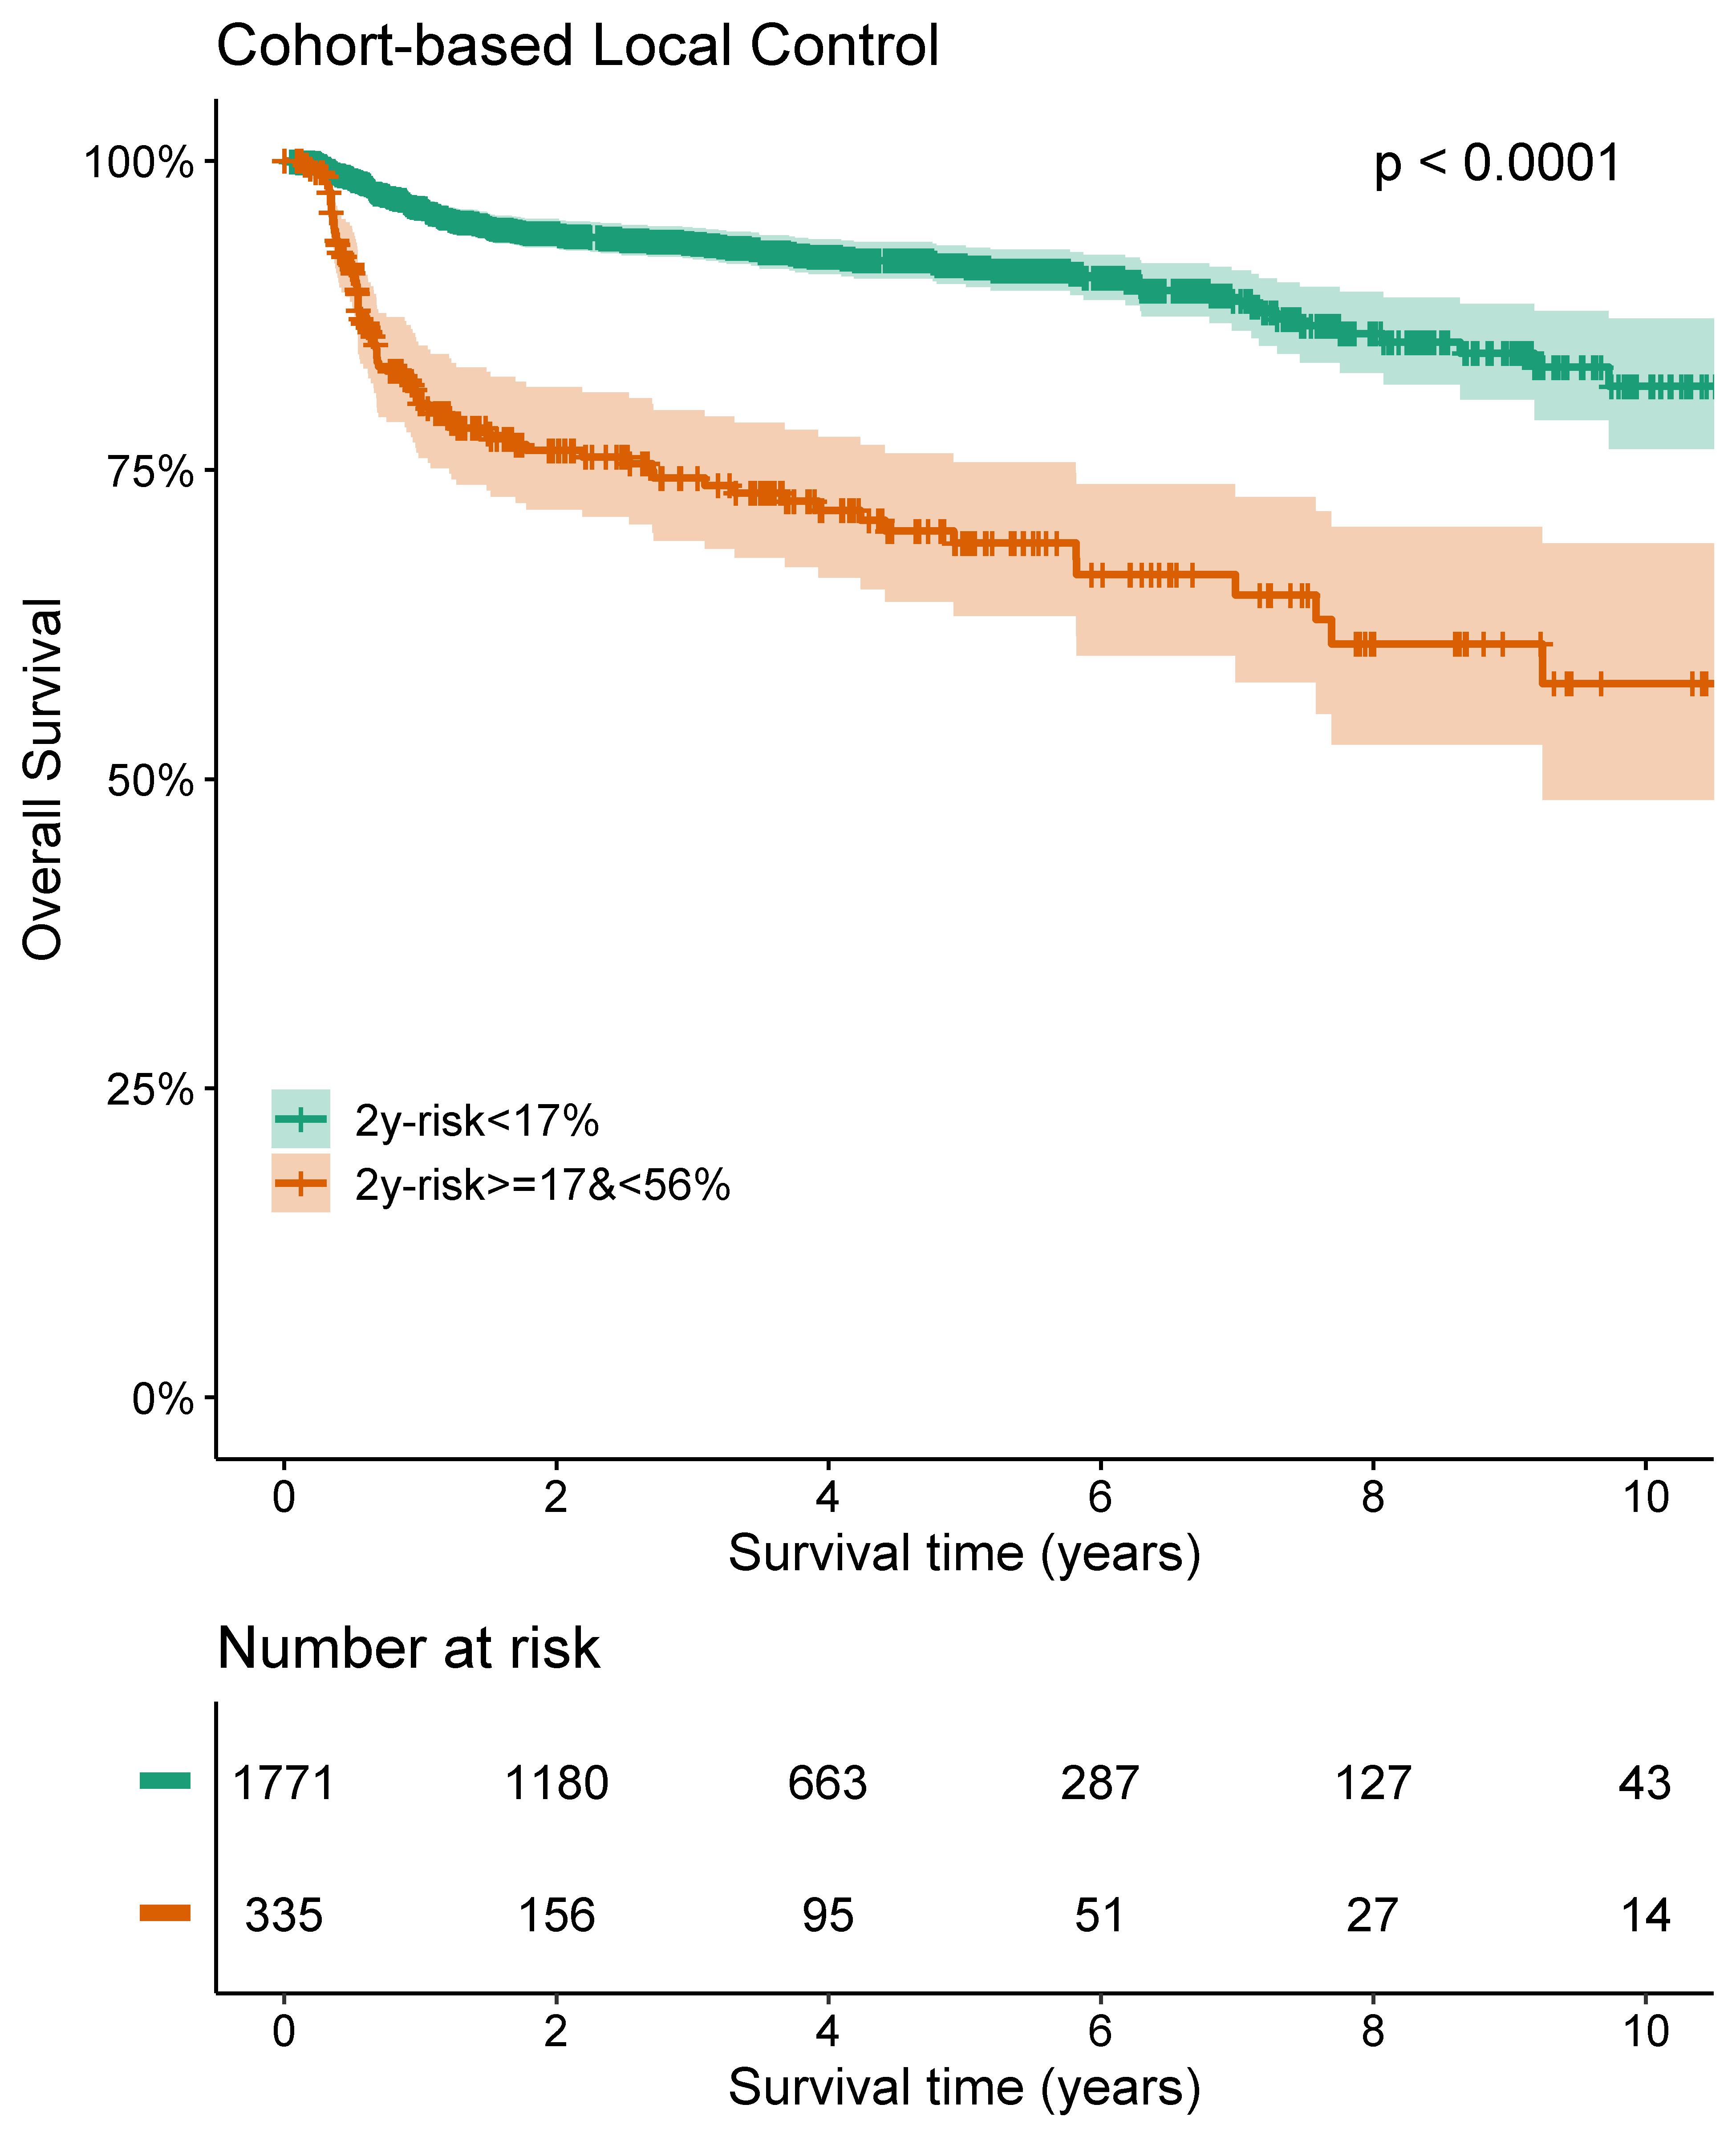 Cohort-based Local Control
p < 0.0001
100%
75%
50%
25%
0%
Overall Survival
2y-risk<17%
2y-risk>=17&<56%
0 2 4 6 8 10
Survival time (years)
Number at risk
1771 1180 663 287 127 43
335 156 95 51 27 14
0 2 4 6 8 10
Survival time (years)